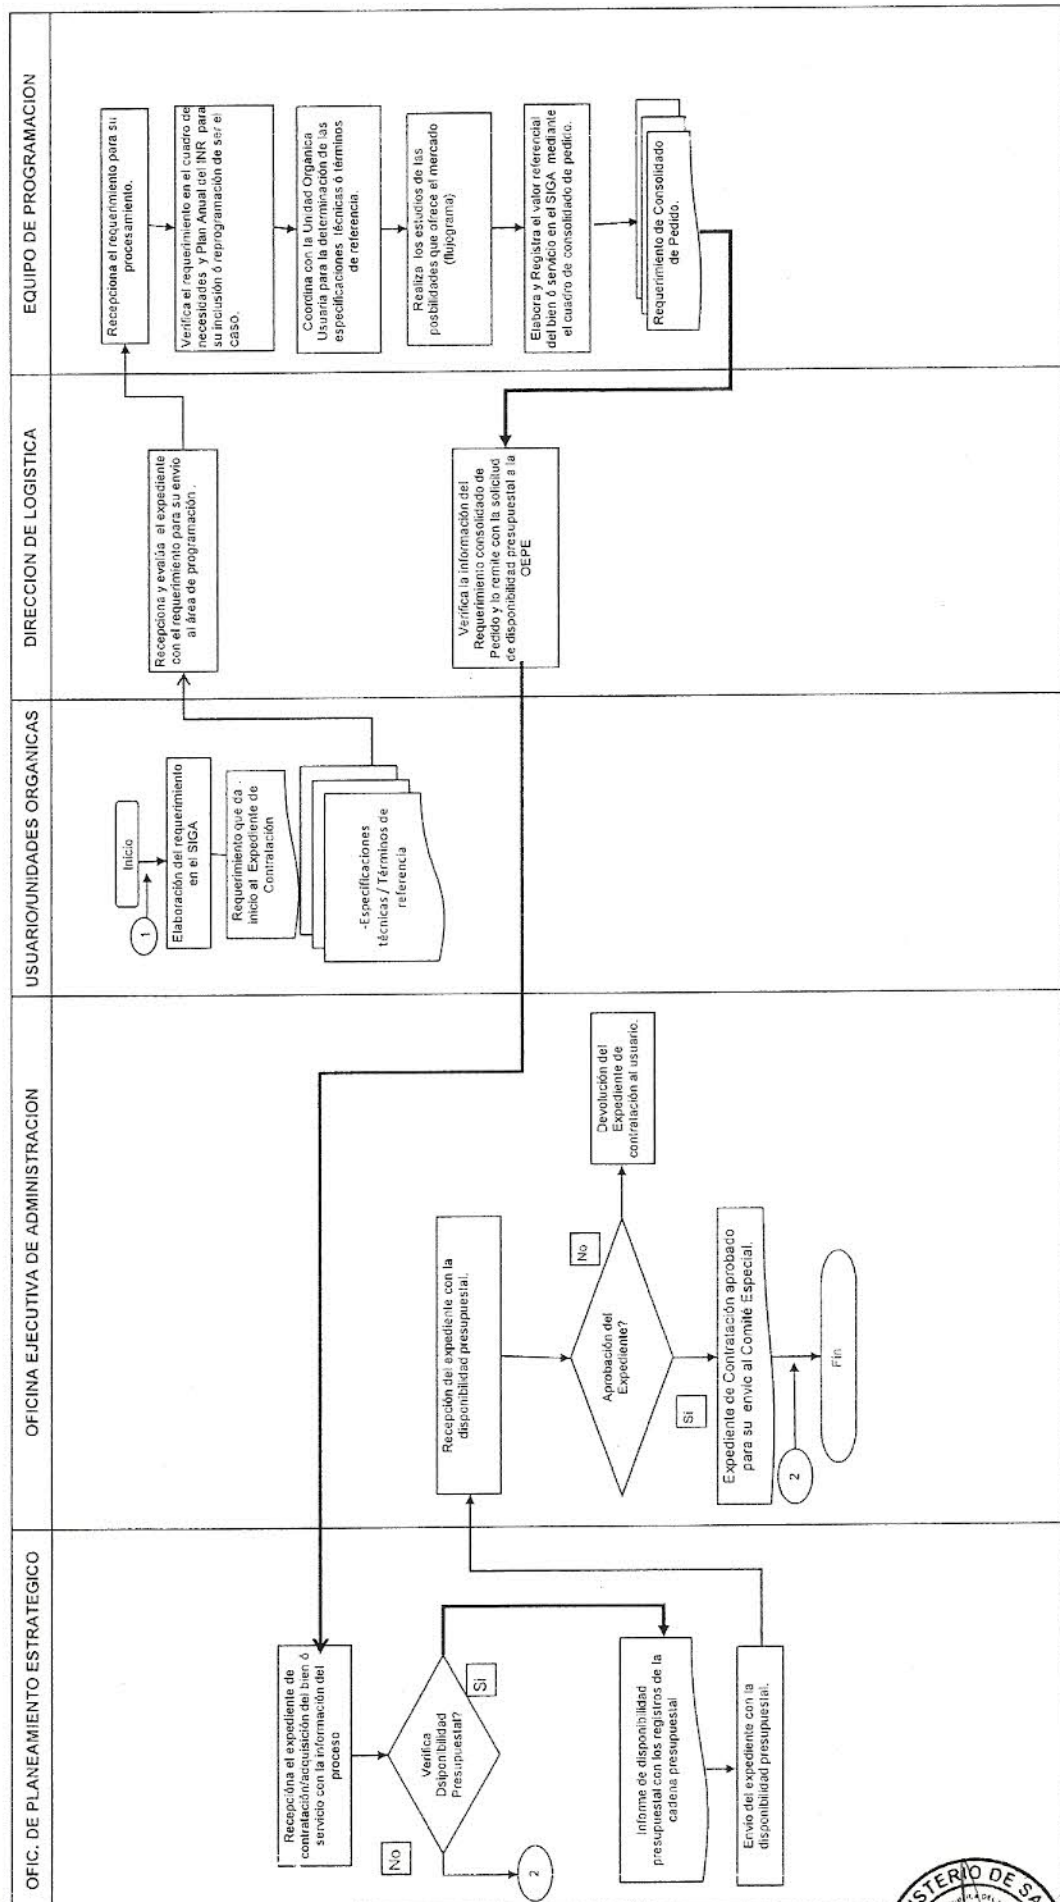 OFIC. DE PLANEAMIENTO ESTRATEGICO
OFICINA EJECUTIVA DE ADMINISTRACION
USUARIO/UNIDADES ORGANICAS
DIRECCION DE LOGISTICA
EQUIPO DE PROGRAMACION
Recepcióna el expediente de
contratación/adquisición del bien ó
servicio con la información del
proceso
Verifica
Dsiponibilidad
Presupuestal?
No
Si
2
Informe de disponibilidad
presupuestal con los registros de la
cadena presupuestal
Envio del expediente con la
disponibilidad presupuestal.
Recepción del expediente con la
disponibilidad presupuestal.
Aprobación del
Expediente?
No
Si
Devolución del
Expediente de
contratación al usuario.
Expediente de Contratación aprobado
para su envio al Comité Especial.
2
Fin
Inicio
1
Elaboración del requerimiento
en el SIGA
Requerimiento que da .
inicio al Expediente de
Contratación
-Especificaciones
técnicas / Términos de
referencia
Recepciona y evalúa el expediente
con el requerimiento para su envio
al área de programación .
Verifica la información del
Requerimiento consolidado de
Pedido y lo remite con la solicitud
de disponibilidad presupuestal a la
OEPE
Recepciona el requerimiento para su
procesamiento.
Verifica el requerimiento en el cuadro de
necesidades y Plan Anual del INR para
su inclusión ó reprogramación de ser el
caso.
Coordina con la Unidad Organica
Usuaria para la determinación de las
especificaciones técnicas ó términos
de referencia.
Realiza los estudios de las
posbilidades que ofrece el mercado
(flujograma)
Elabora y Registra el valor referencial
del bien ó servicio en el SIGA mediante
el cuadro de consolidado de pedido.
Requerimiento de Consolidado
de Pedido.